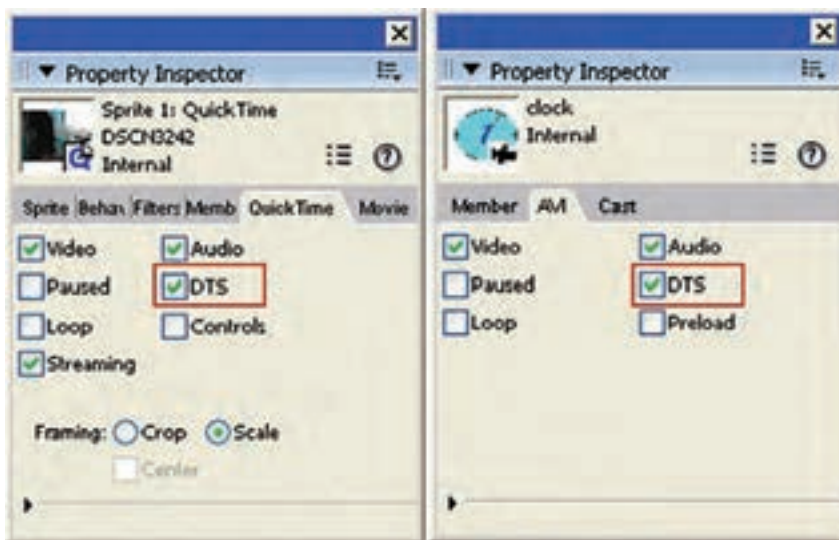 Property Inspector
Sprite 1: QuickTime
DSCN3242
Internal
Sprite Behav Filters Memb QuickTime Movie
Video Audio
Paused DTS
Loop Controls
Streaming
Framing: Crop Scale
Center
Property Inspector
clock
Internal
Member AVI Cast
Video Audio
Paused DTS
Loop Preload